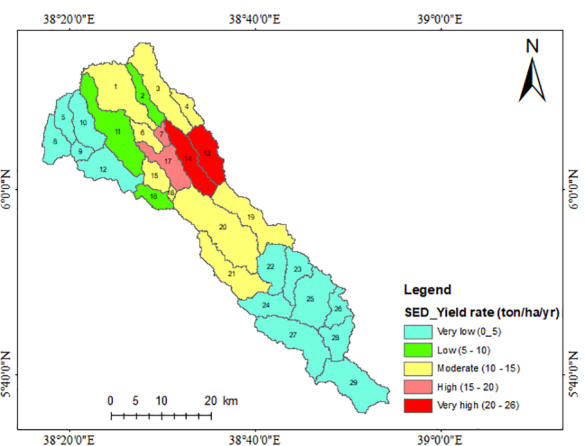 38°20'0"E 38°40'0"E 39°0'0"E
N
1
3
2
4
5
10
11
6
7
8
9
14
13
17
12
15
16
18
6°0'0"N 6°0'0"N
19
20
21
22
23
25
24
26
27
28
29
5°40'0"N 5°40'0"N
Legend
SED_Yield rate (ton/ha/yr)
Very low (0_5)
Low (5 - 10)
Moderate (10 - 15)
High (15 - 20)
Very high (20 - 26)
0 5 10 20 km
38°20'0"E 38°40'0"E 39°0'0"E